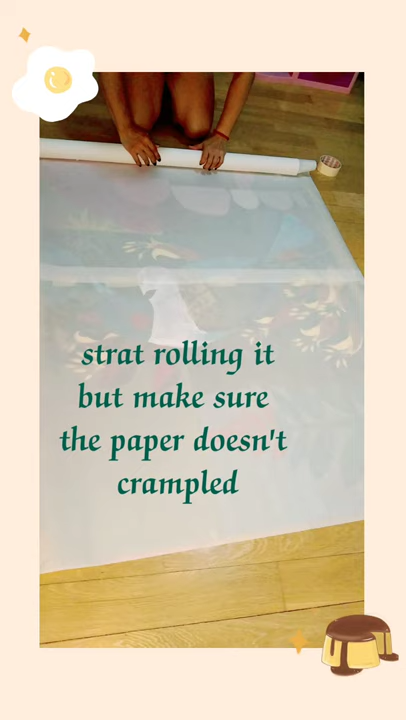 strat rolling it
but make sure
the paper doesn't
crampled